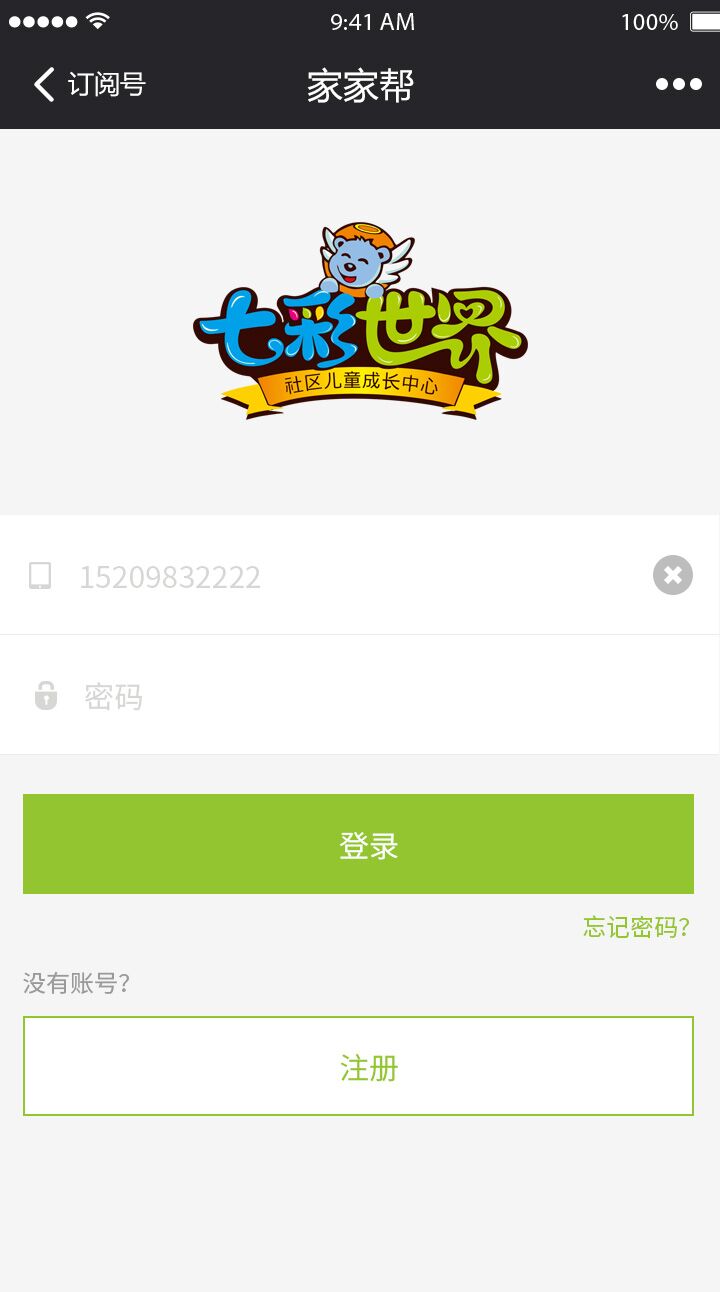 9:41 AM
100%
订阅号
家家帮
七彩世界
社区儿童成长中心
15209832222
密码
登录
忘记密码?
没有账号?
注册